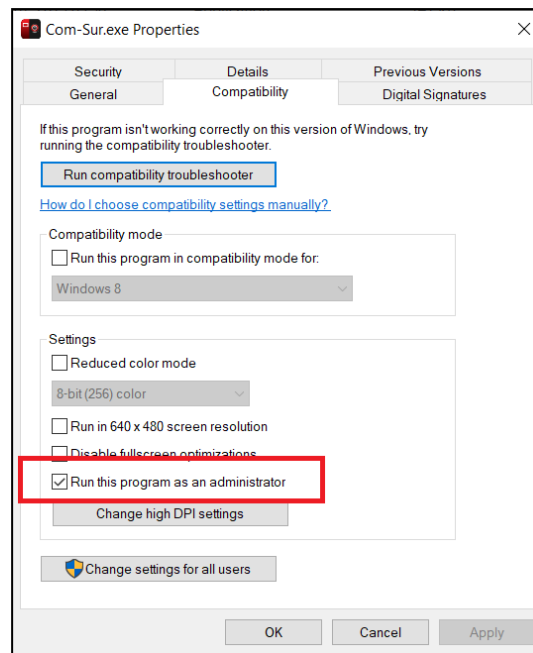 Com-Sur.exe Properties
Security Details Previous Versions
General Compatibility Digital Signatures
If this program isn't working correctly on this version of Windows, try
running the compatibility troubleshooter.
Run compatibility troubleshooter
How do I choose compatibility settings manually?
Compatibility mode
Run this program in compatibility mode for:
Windows 8
Settings
Reduced color mode
8-bit (256) color
Run in 640 x 480 screen resolution
Disable fullscreen optimizations
Run this program as an administrator
Change high DPI settings
Change settings for all users
OK Cancel Apply